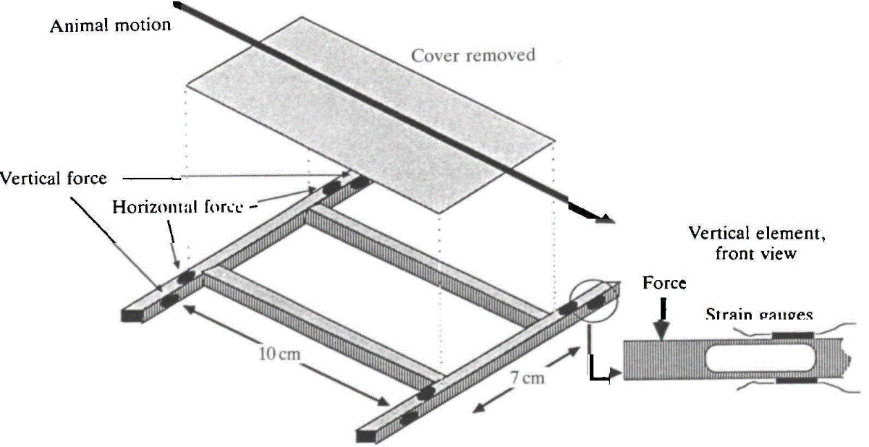 Animal motion
Cover removed
Vertical force
Horizontal force
10 cm
7 cm
Vertical element,
front view
Force
Strain gauges